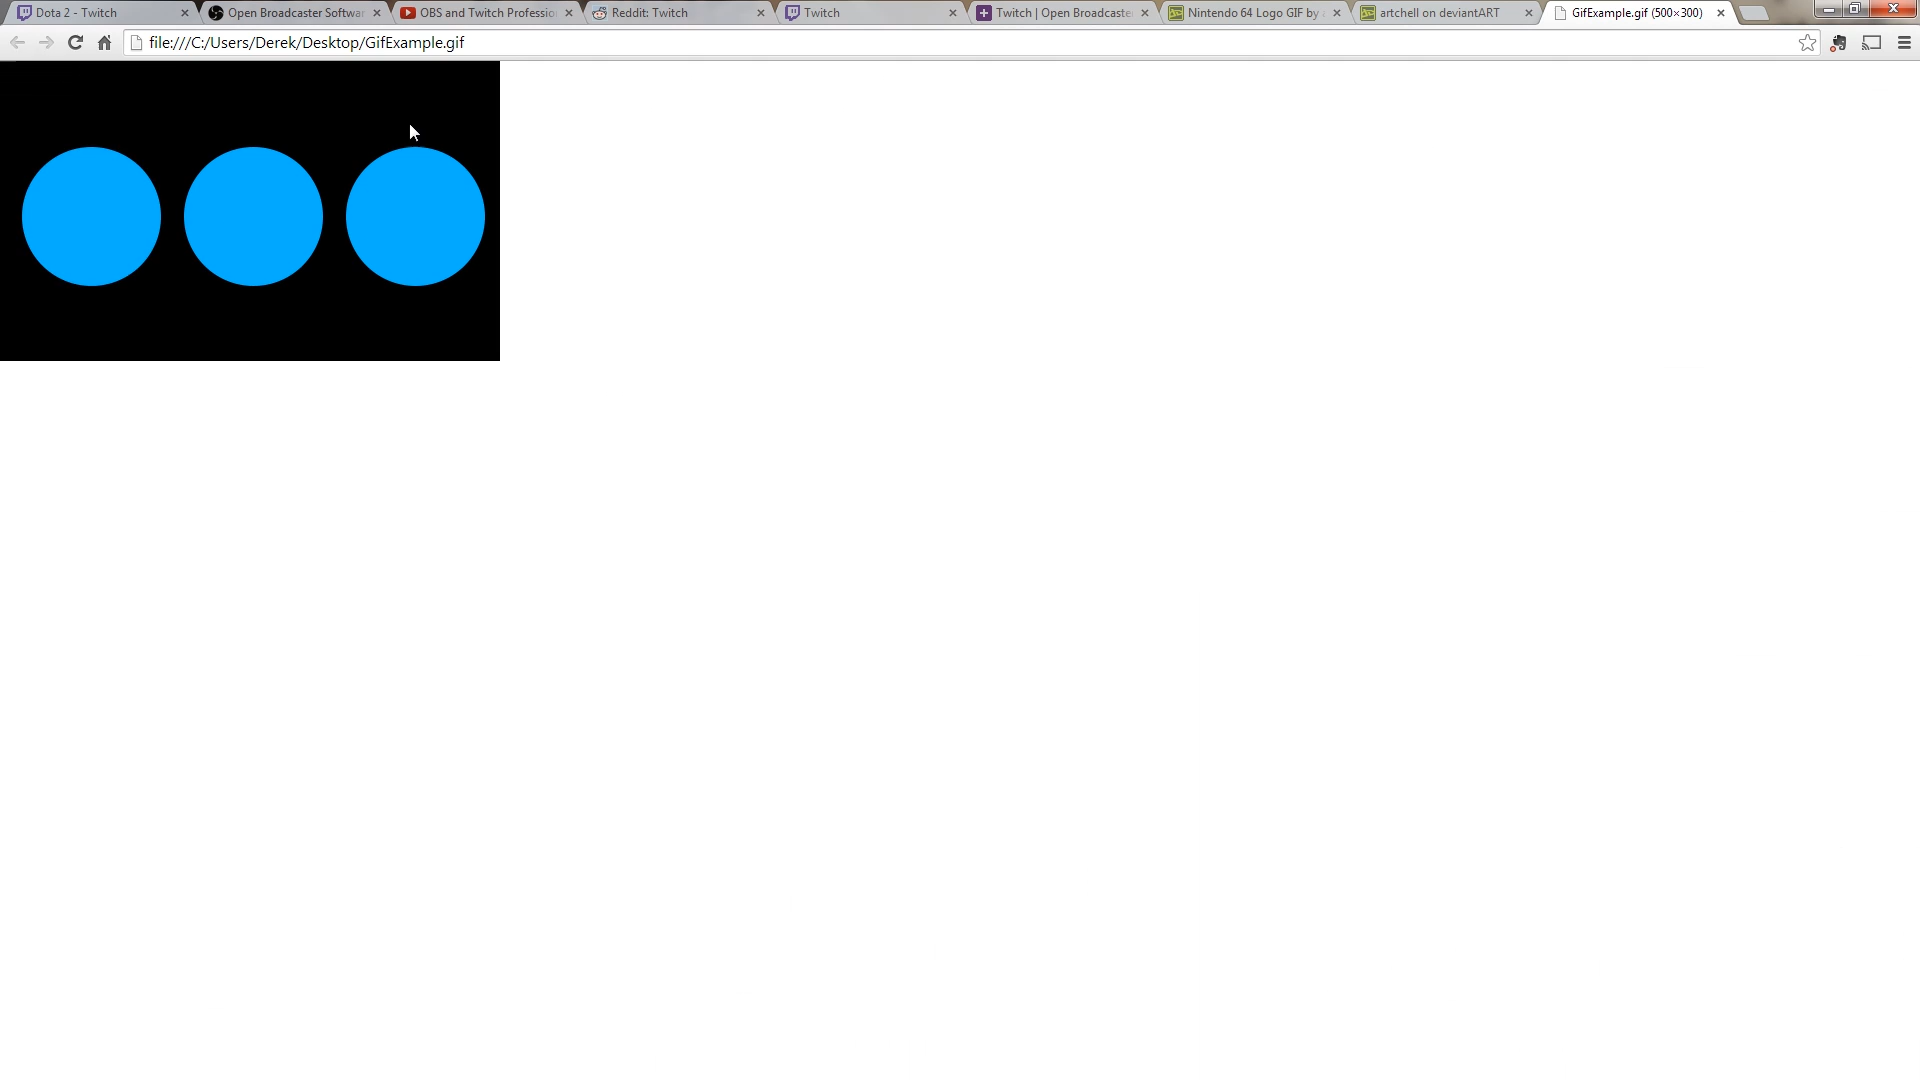 Dota 2 - Twitch
Open Broadcaster Softwar
OBS and Twitch Professio
Reddit: Twitch
Twitch
Twitch | Open Broadcaste
Nintendo 64 Logo GIF by
artchell on deviantART
GifExample.gif (500×300)
file:///C:/Users/Derek/Desktop/GifExample.gif